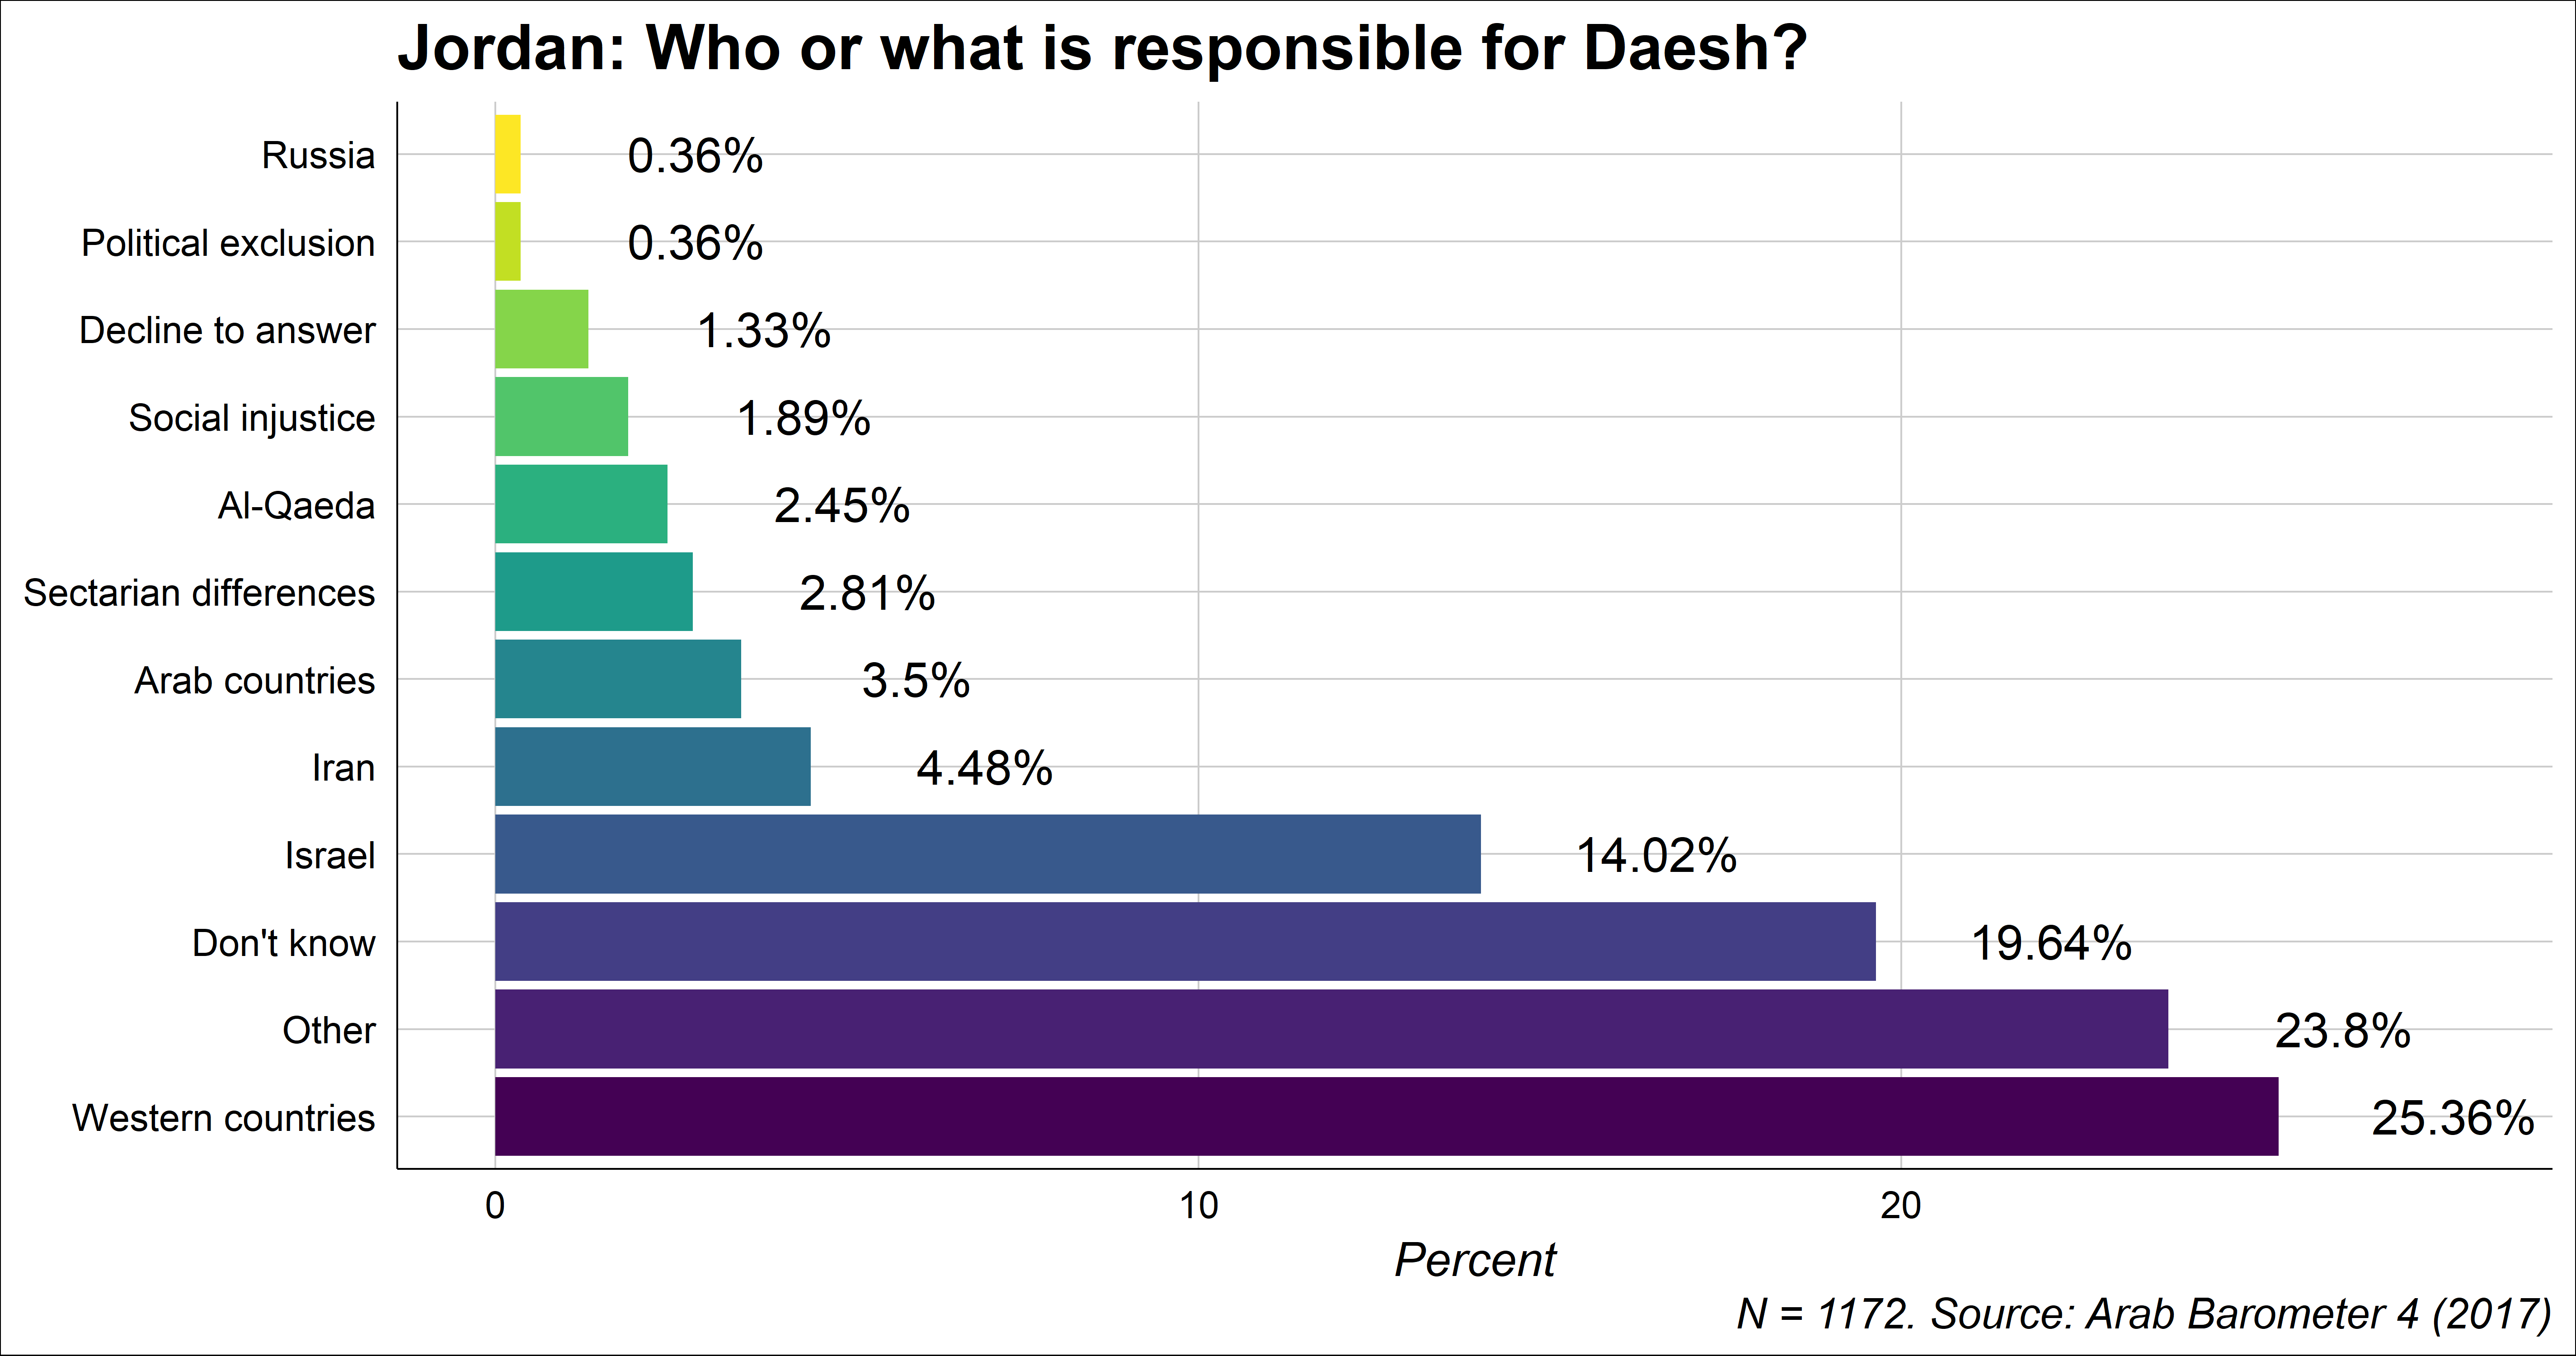 Jordan: Who or what is responsible for Daesh?
Russia 0.36%
Political exclusion 0.36%
Decline to answer 1.33%
Social injustice 1.89%
Al-Qaeda 2.45%
Sectarian differences 2.81%
Arab countries 3.5%
Iran 4.48%
Israel 14.02%
Don't know 19.64%
Other 23.8%
Western countries 25.36%
0 10 20
Percent
N = 1172. Source: Arab Barometer 4 (2017)